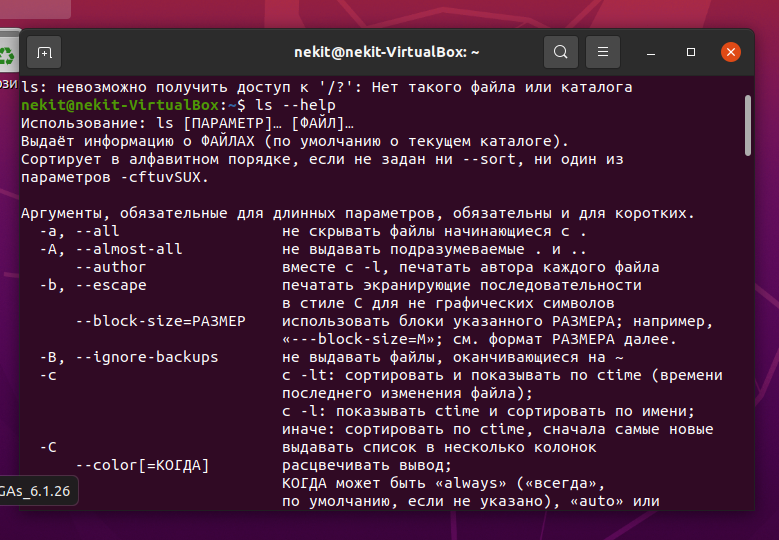 nekit@nekit-VirtualBox: ~
ls: невозможно получить доступ к '/?': Нет такого файла или каталога
nekit@nekit-VirtualBox:~$ ls --help
Использование: ls [ПАРАМЕТР]… [ФАЙЛ]…
Выдаёт информацию о ФАЙЛАХ (по умолчанию о текущем каталоге).
Сортирует в алфавитном порядке, если не задан ни --sort, ни один из
параметров -cftuvSUX.
Аргументы, обязательные для длинных параметров, обязательны и для коротких.
-a, --all не скрывать файлы начинающиеся с .
-A, --almost-all не выдавать подразумеваемые . и ..
--author вместе с -l, печатать автора каждого файла
-b, --escape печатать экранирующие последовательности
в стиле C для не графических символов
--block-size=РАЗМЕР использовать блоки указанного РАЗМЕРА; например,
«---block-size=M»; см. формат РАЗМЕРА далее.
-B, --ignore-backups не выдавать файлы, оканчивающиеся на ~
-c с -lt: сортировать и показывать по ctime (времени
последнего изменения файла);
с -l: показывать ctime и сортировать по имени;
иначе: сортировать по ctime, сначала самые новые
-C выдавать список в несколько колонок
--color[=КОГДА] расцвечивать вывод;
КОГДА может быть «always» («всегда»,
по умолчанию, если не указано), «auto» или
GAs_6.1.26